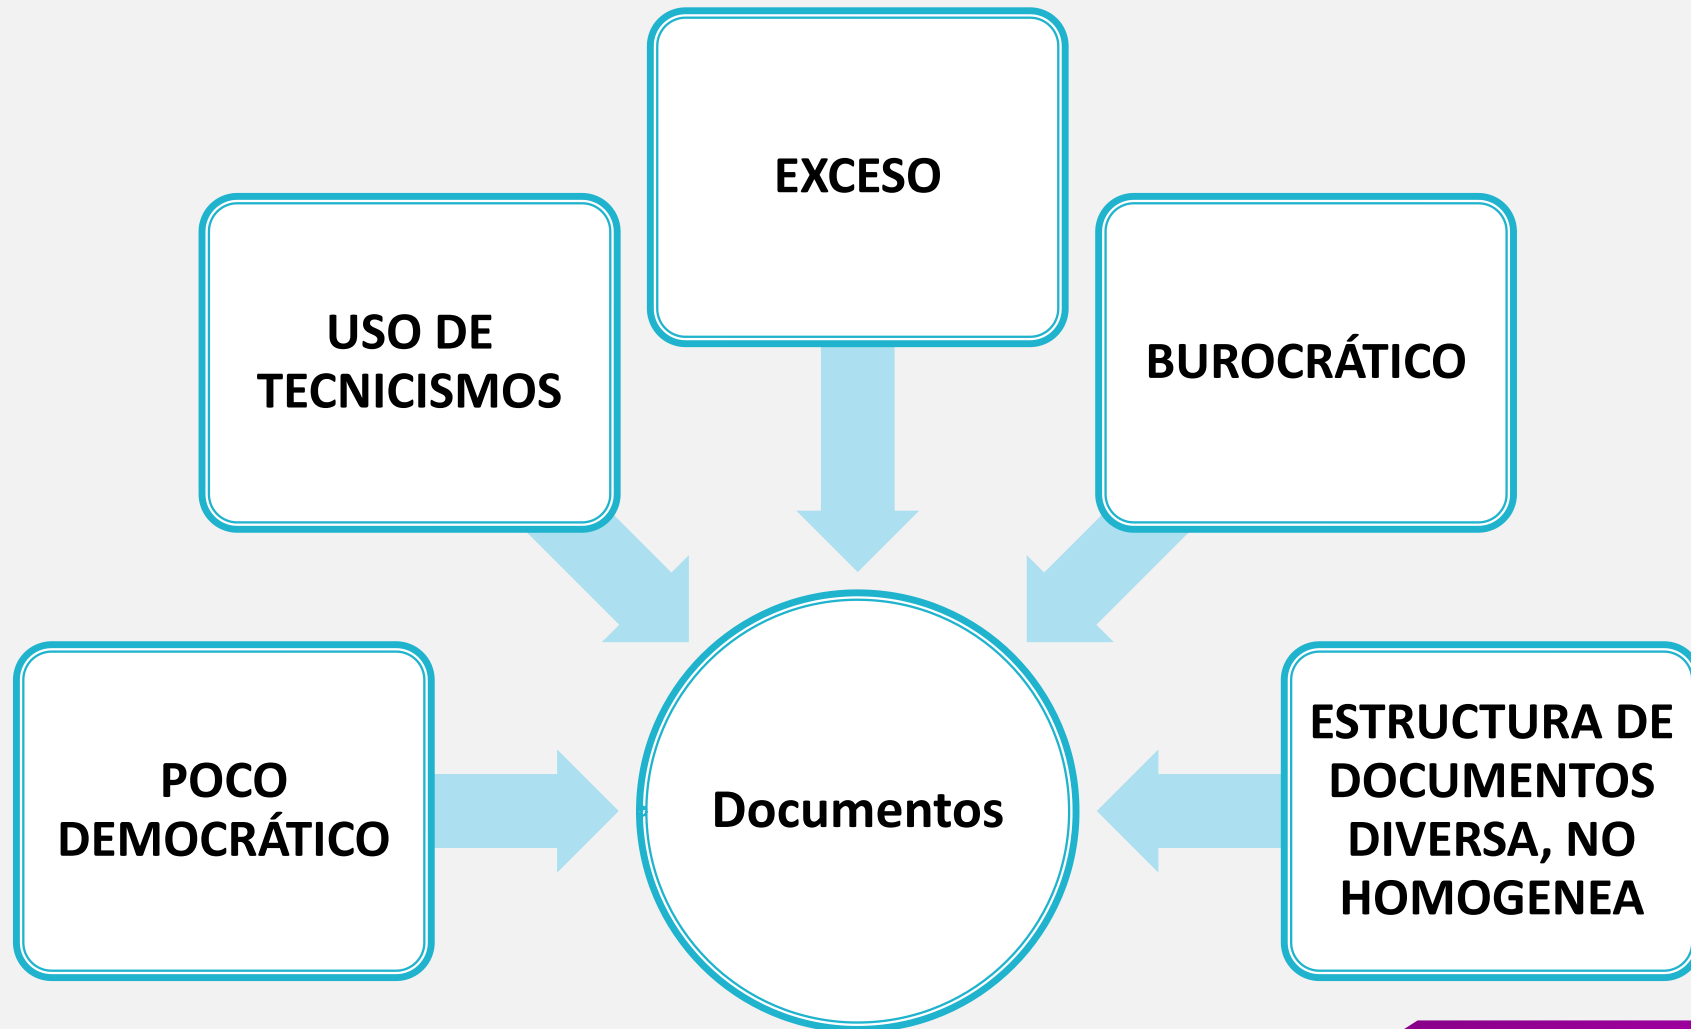 EXCESO
USO DE
TECNICISMOS
BUROCRÁTICO
POCO
DEMOCRÁTICO
Documentos
ESTRUCTURA DE
DOCUMENTOS
DIVERSA, NO
HOMOGENEA